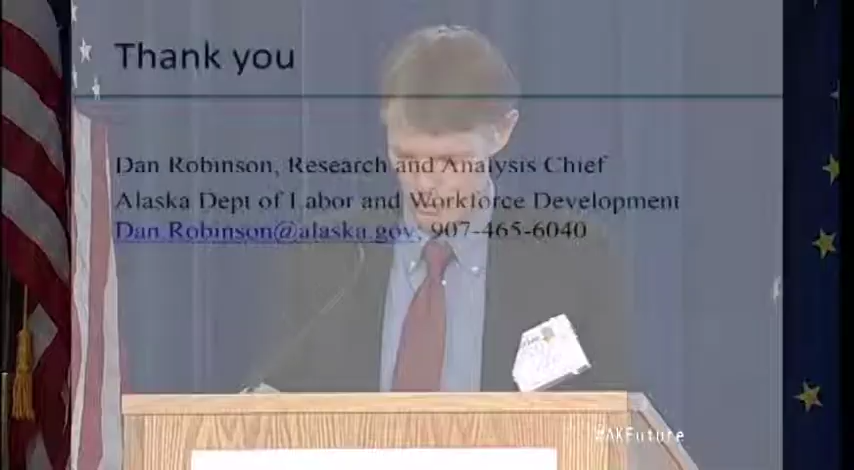 Thank you
Dan Robinson, Research and Analysis Chief
Alaska Dept of Labor and Workforce Development
Dan.Robinson@alaska.gov; 907-465-6040
#AKFuture